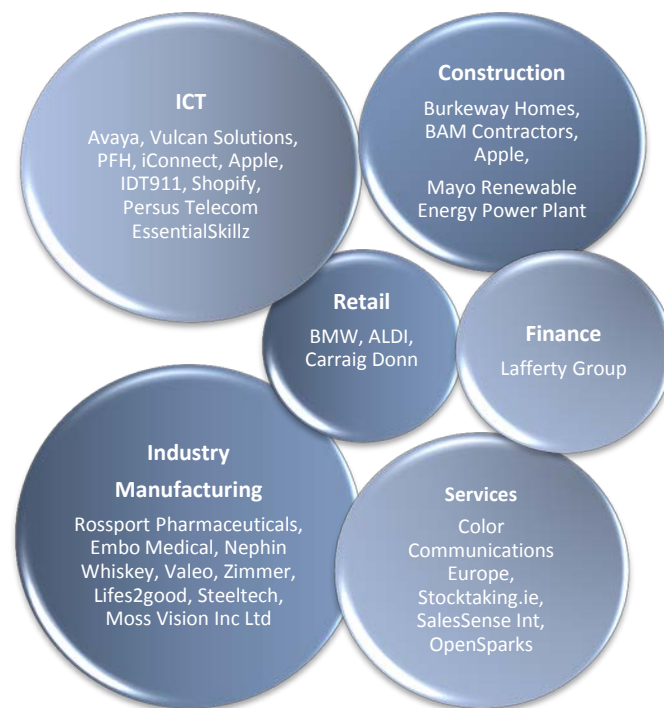 ICT
Avaya, Vulcan Solutions,
PFH, iConnect, Apple,
IDT911, Shopify,
Persus Telecom
EssentialSkillz
Construction
Burkeway Homes,
BAM Contractors,
Apple,
Mayo Renewable
Energy Power Plant
Retail
BMW, ALDI,
Carraig Donn
Finance
Lafferty Group
Industry
Manufacturing
Rossport Pharmaceuticals,
Embo Medical, Nephin
Whiskey, Valeo, Zimmer,
Lifes2good, Steeltech,
Moss Vision Inc Ltd
Services
Color
Communications
Europe,
Stocktaking.ie,
SalesSense Int,
OpenSparks